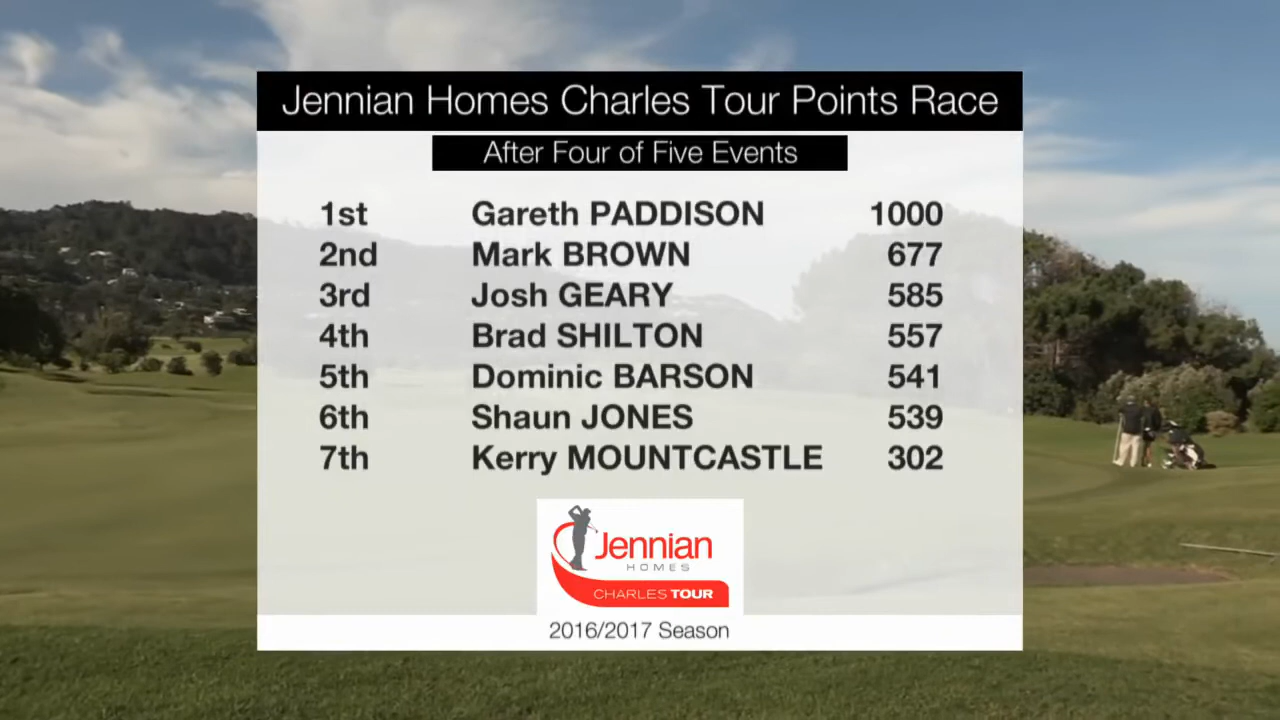 Jennian Homes Charles Tour Points Race
After Four of Five Events
1st Gareth PADDISON 1000
2nd Mark BROWN 677
3rd Josh GEARY 585
4th Brad SHILTON 557
5th Dominic BARSON 541
6th Shaun JONES 539
7th Kerry MOUNTCASTLE 302
Jennian
HOMES
CHARLES TOUR
2016/2017 Season